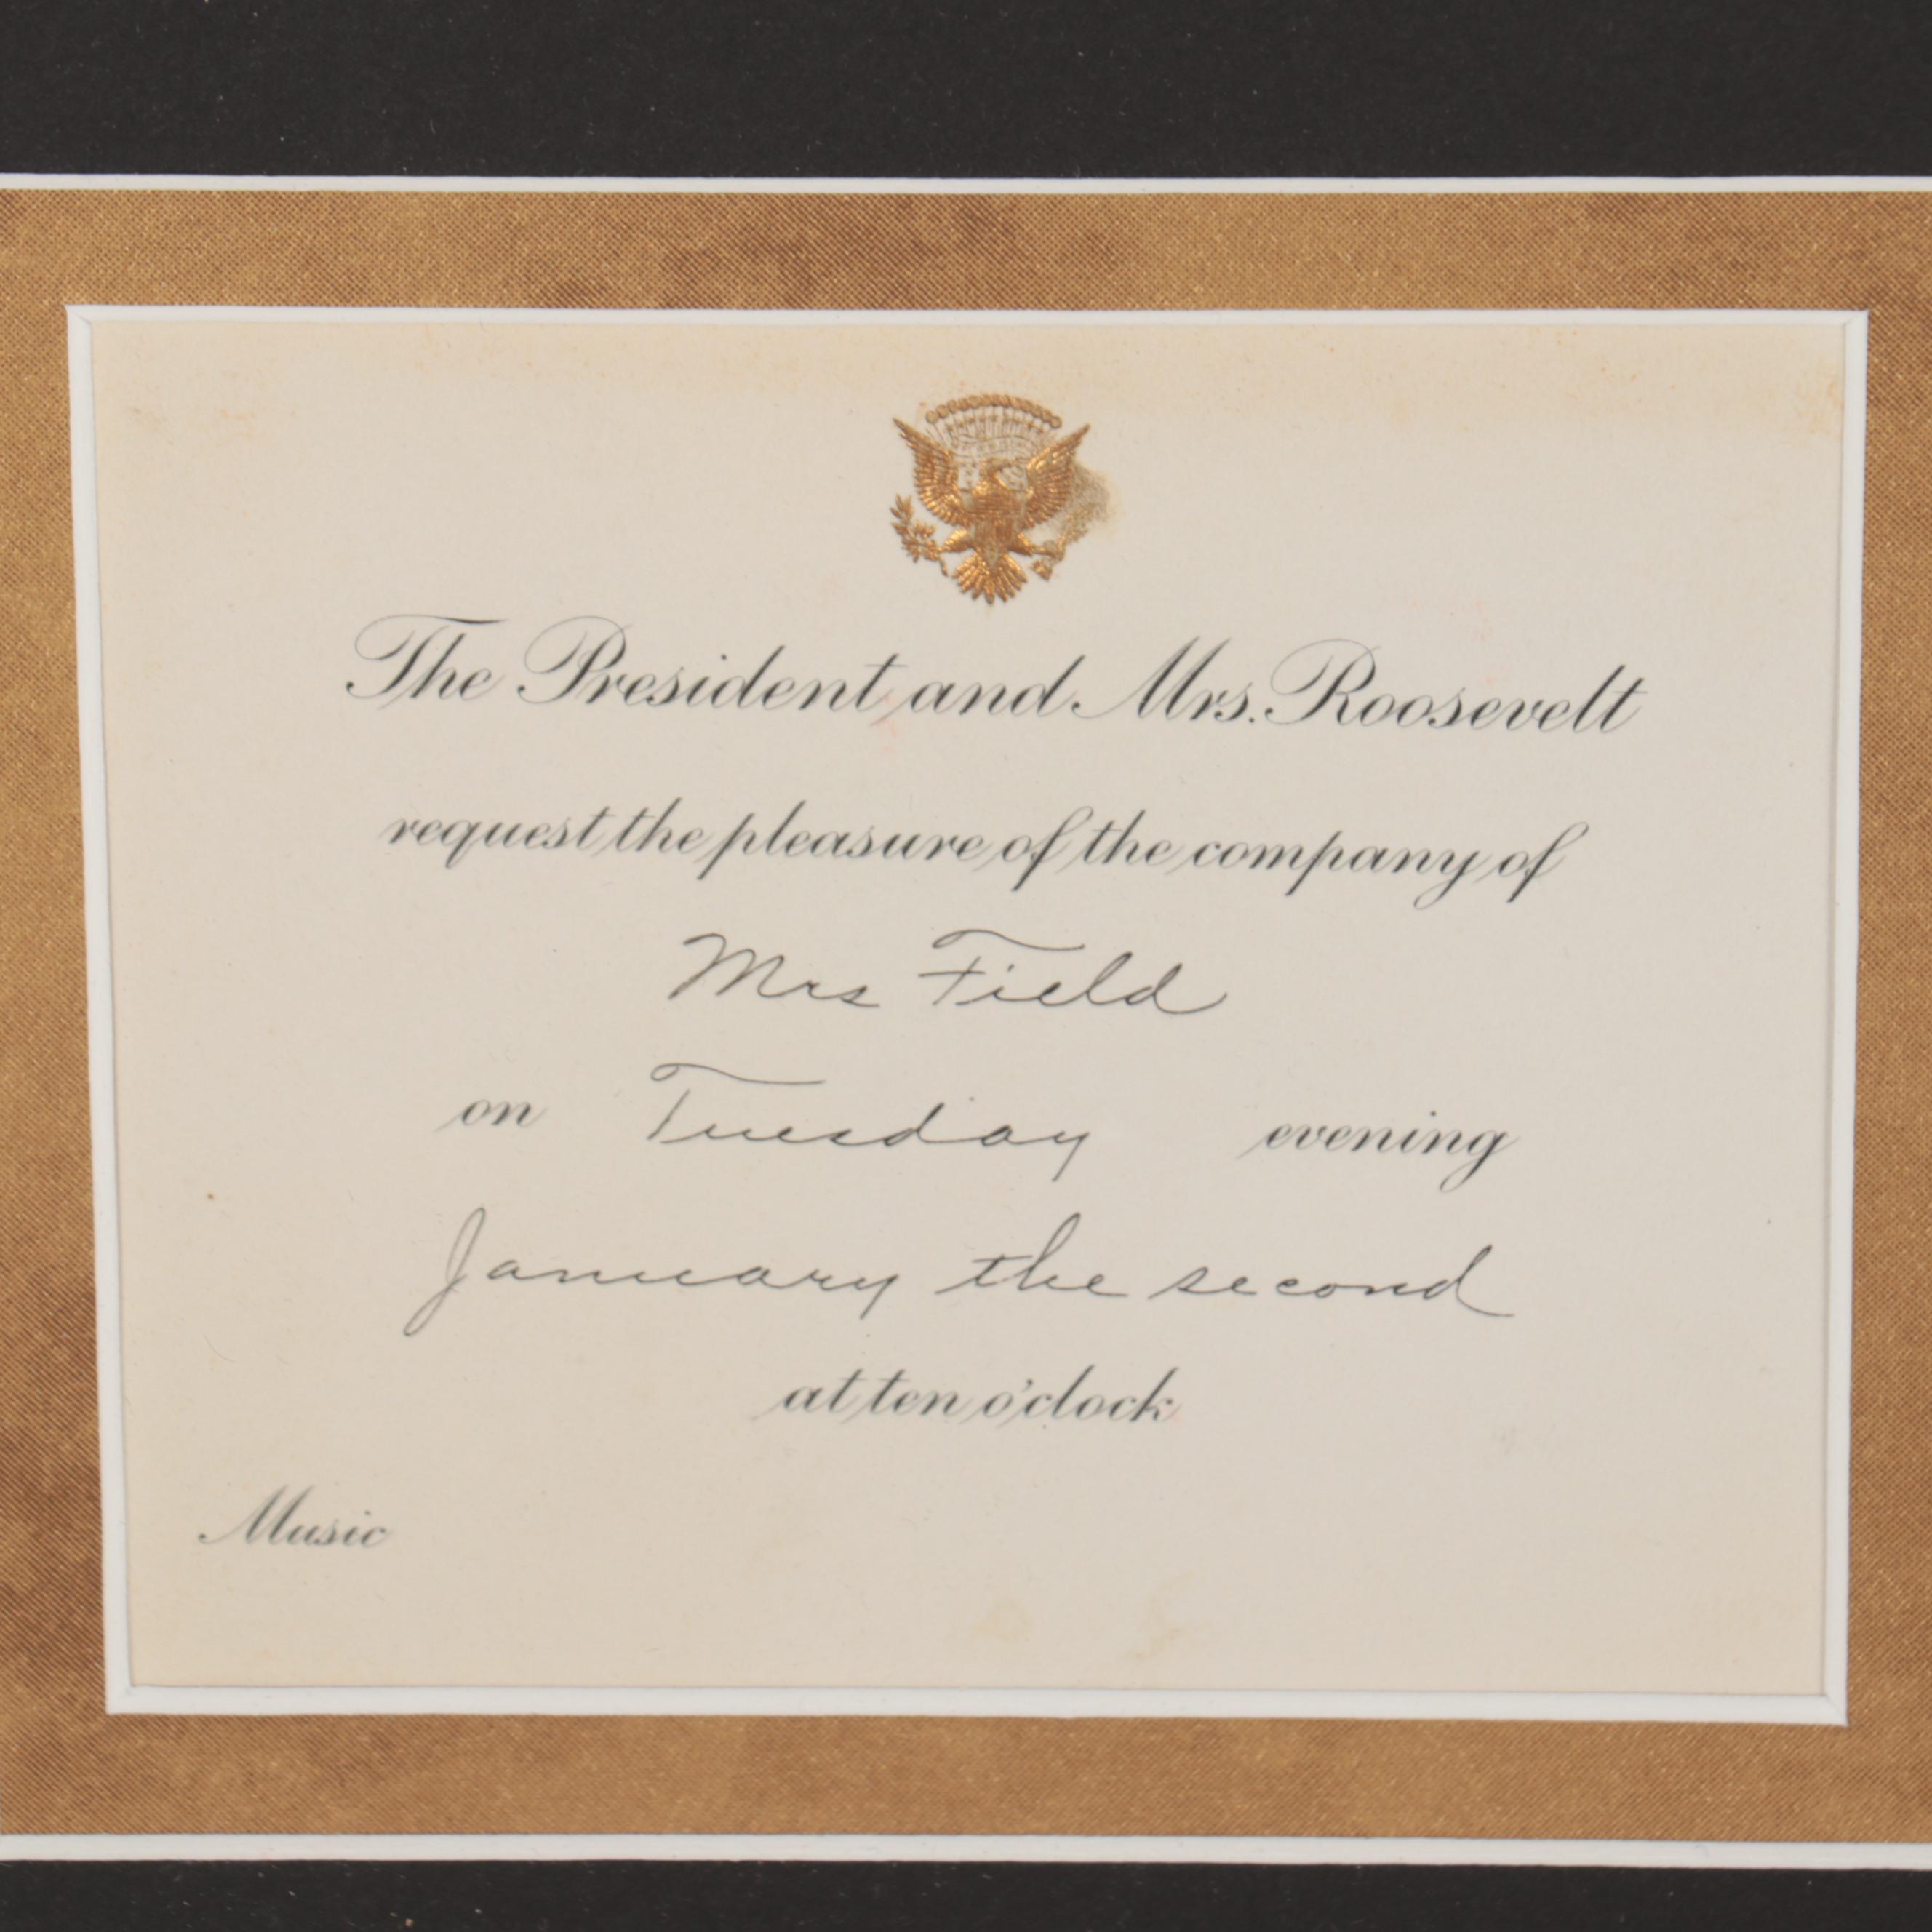 The President and Mrs. Roosevelt
request the pleasure of the company of
Mrs Field
on Tuesday evening
January the second
at ten o'clock
Music